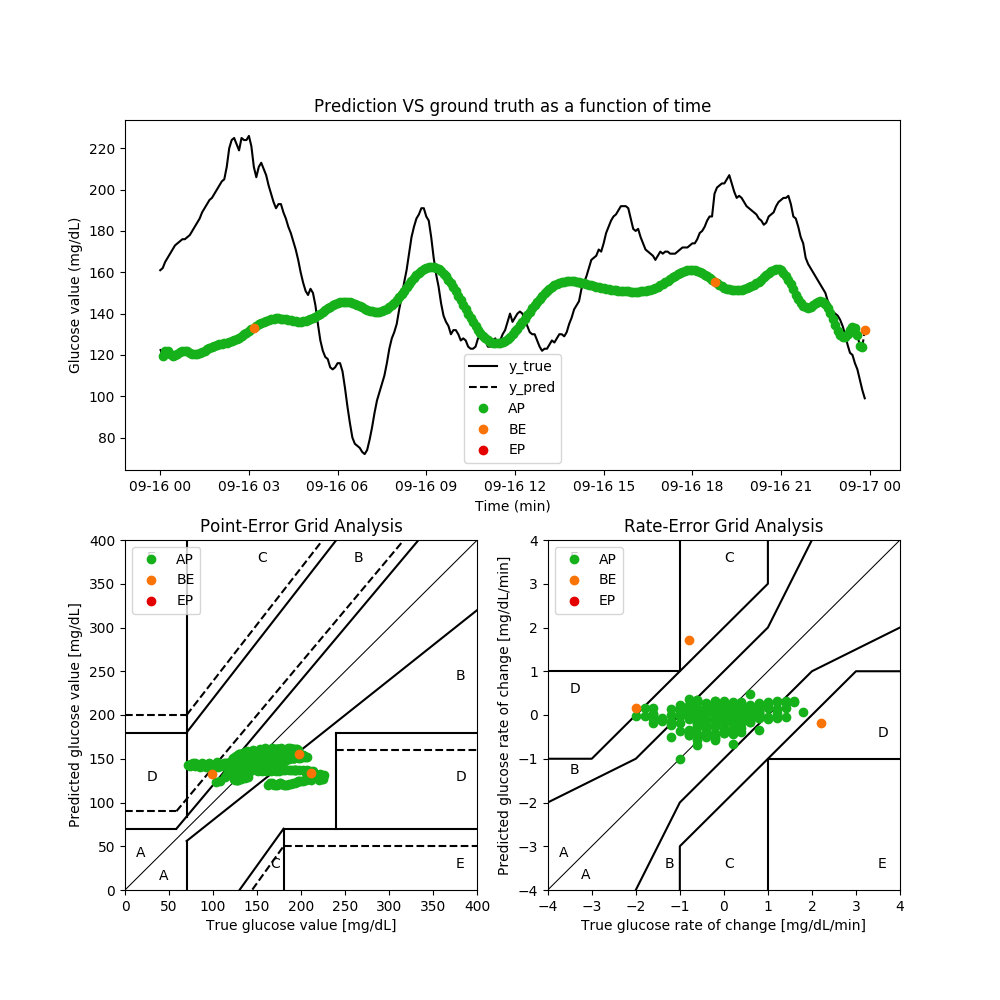 Prediction VS ground truth as a function of time
Glucose value (mg/dL)
220
200
180
160
140
120
100
80
y_true
y_pred
AP
BE
EP
09-16 00 09-16 03 09-16 06 09-16 09 09-16 12 09-16 15 09-16 18 09-16 21 09-17 00
Time (min)
Point-Error Grid Analysis
Predicted glucose value [mg/dl]
400
350
300
250
200
150
100
50
0
AP
BE
EP
C B
B
D D
A
A
C E
0 50 100 150 200 250 300 350 400
True glucose value [mg/dL]
Rate-Error Grid Analysis
Predicted glucose rate of change [mg/dL/min]
4
3
2
1
0
−1
−2
−3
−4
AP
BE
EP
C
D
D
B
A
A
B C E
−4 −3 −2 −1 0 1 2 3 4
True glucose rate of change [mg/dL/min]